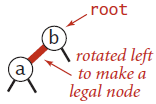 root
b
a
rotated left
to make a
legal node